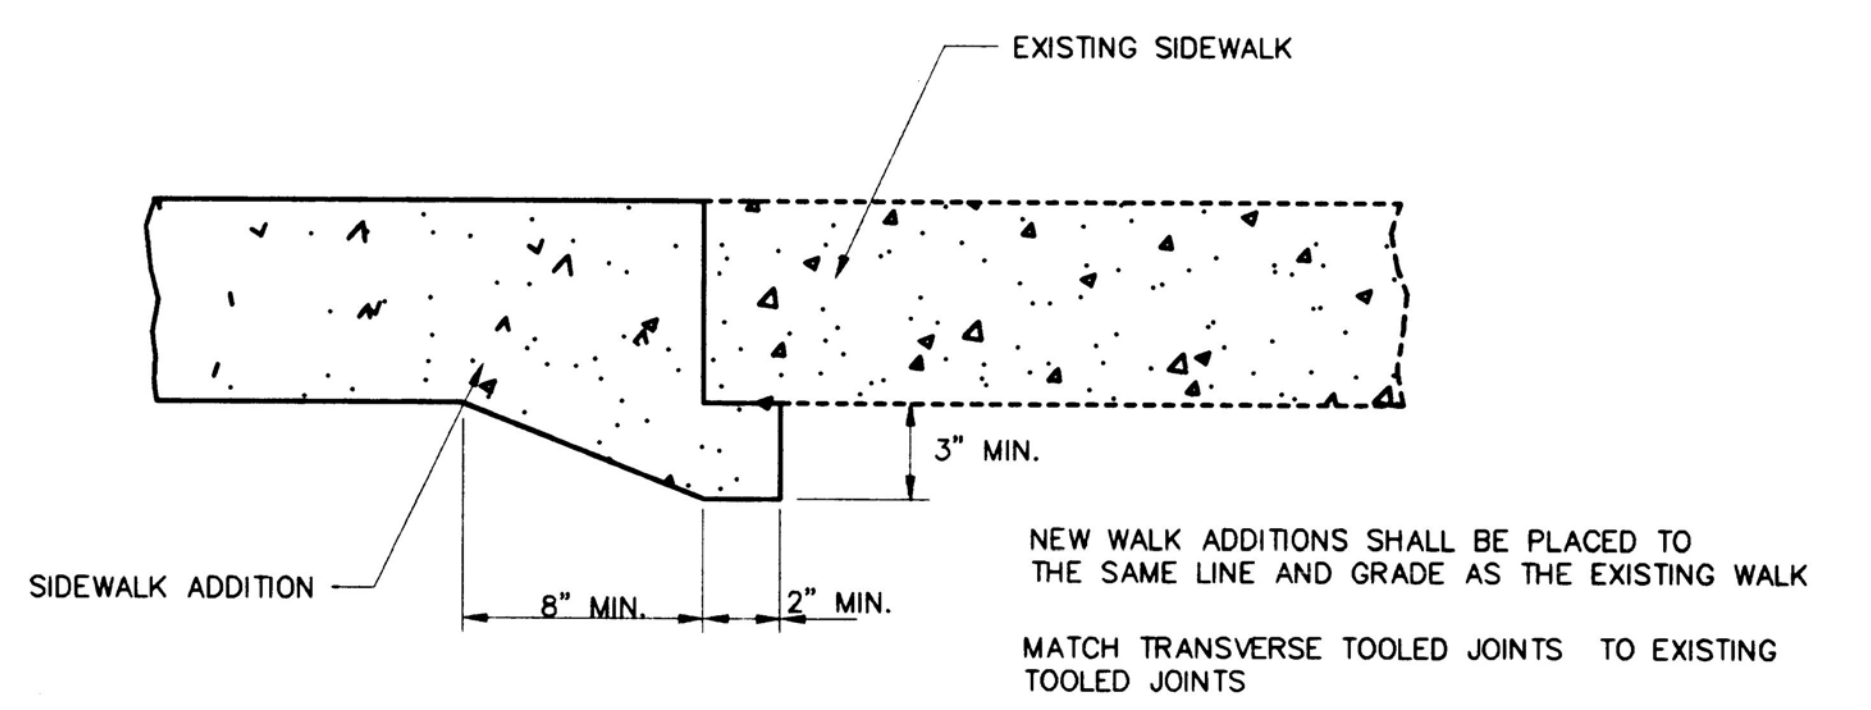 EXISTING SIDEWALK
3" MIN.
NEW WALK ADDITIONS SHALL BE PLACED TO
THE SAME LINE AND GRADE AS THE EXISTING WALK
SIDEWALK ADDITION
8" MIN.
2" MIN.
MATCH TRANSVERSE TOOLED JOINTS TO EXISTING
TOOLED JOINTS